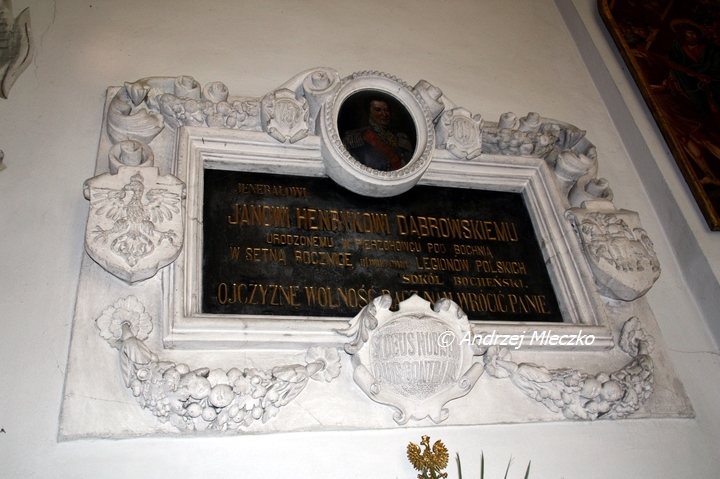 JENERAŁOWI
JANOWI HENRYKOWI DĄBROWSKIEMU
URODZONEMU W PIERZCHOWCU POD BOCHNIĄ
W SETNĄ ROCZNICĘ LEGIONÓW POLSKICH
SOKÓŁ BOCHEŃSKI.
OJCZYZNĘ WOLNOŚĆ RACZ NAM WRÓCIĆ PANIE
© Andrzej Mleczko